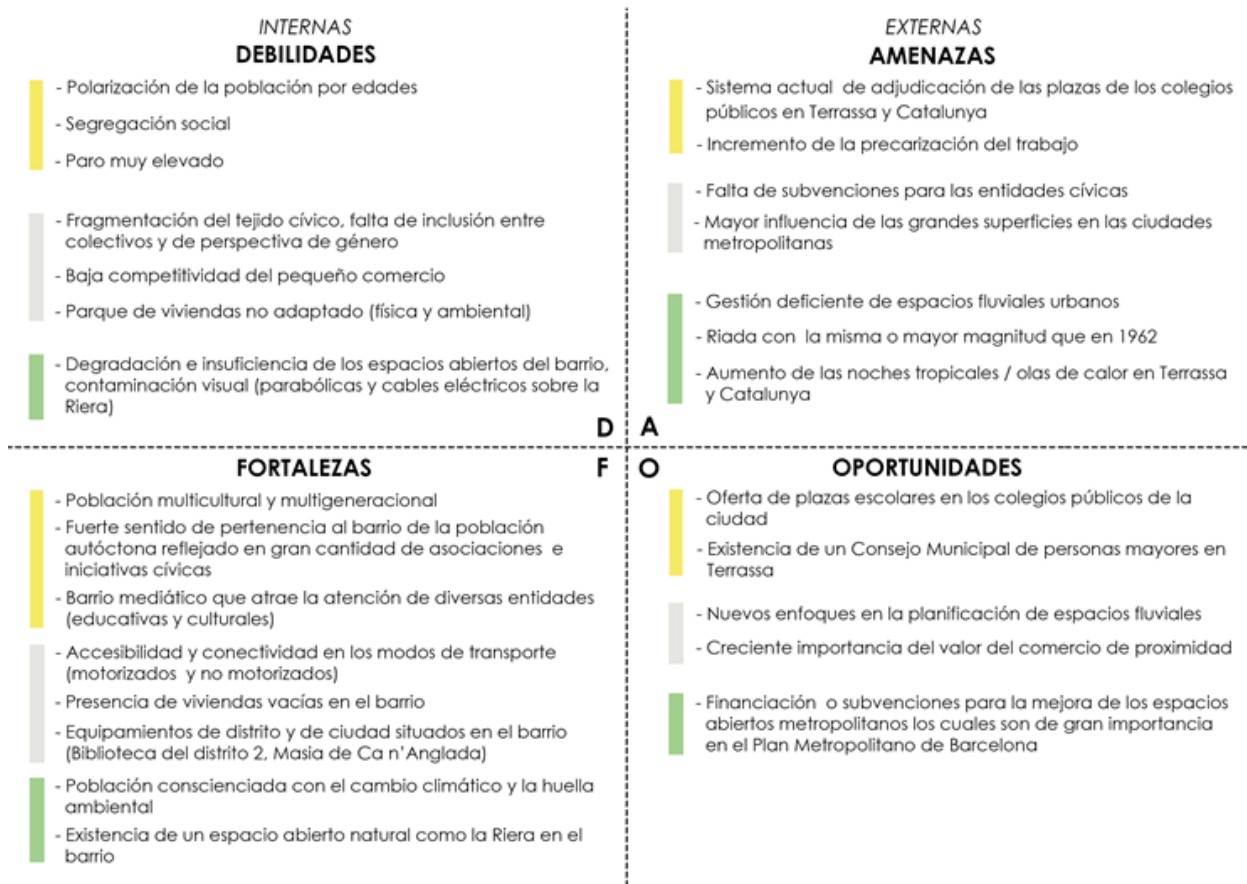 INTERNAS
DEBILIDADES
- Polarización de la población por edades
- Segregación social
- Paro muy elevado
- Fragmentación del tejido cívico, falta de inclusión entre
colectivos y de perspectiva de género
- Baja competitividad del pequeño comercio
- Parque de viviendas no adaptado (física y ambiental)
- Degradación e insuficiencia de los espacios abiertos del barrio,
contaminación visual (parabólicas y cables eléctricos sobre la
Riera)
D
EXTERNAS
AMENAZAS
- Sistema actual de adjudicación de las plazas de los colegios
públicos en Terrassa y Catalunya
- Incremento de la precarización del trabajo
- Falta de subvenciones para las entidades cívicas
- Mayor influencia de las grandes superficies en las ciudades
metropolitanas
- Gestión deficiente de espacios fluviales urbanos
- Riada con la misma o mayor magnitud que en 1962
- Aumento de las noches tropicales / olas de calor en Terrassa
y Catalunya
A
FORTALEZAS
F
- Población multicultural y multigeneracional
- Fuerte sentido de pertenencia al barrio de la población
autóctona reflejado en gran cantidad de asociaciones e
iniciativas cívicas
- Barrio mediático que atrae la atención de diversas entidades
(educativas y culturales)
- Accesibilidad y conectividad en los modos de transporte
(motorizados y no motorizados)
- Presencia de viviendas vacías en el barrio
- Equipamientos de distrito y de ciudad situados en el barrio
(Biblioteca del distrito 2, Masia de Ca n'Anglada)
- Población conscienciada con el cambio climático y la huella
ambiental
- Existencia de un espacio abierto natural como la Riera en el
barrio
O
OPORTUNIDADES
- Oferta de plazas escolares en los colegios públicos de la
ciudad
- Existencia de un Consejo Municipal de personas mayores en
Terrassa
- Nuevos enfoques en la planificación de espacios fluviales
- Creciente importancia del valor del comercio de proximidad
- Financiación o subvenciones para la mejora de los espacios
abiertos metropolitanos los cuales son de gran importancia
en el Plan Metropolitano de Barcelona